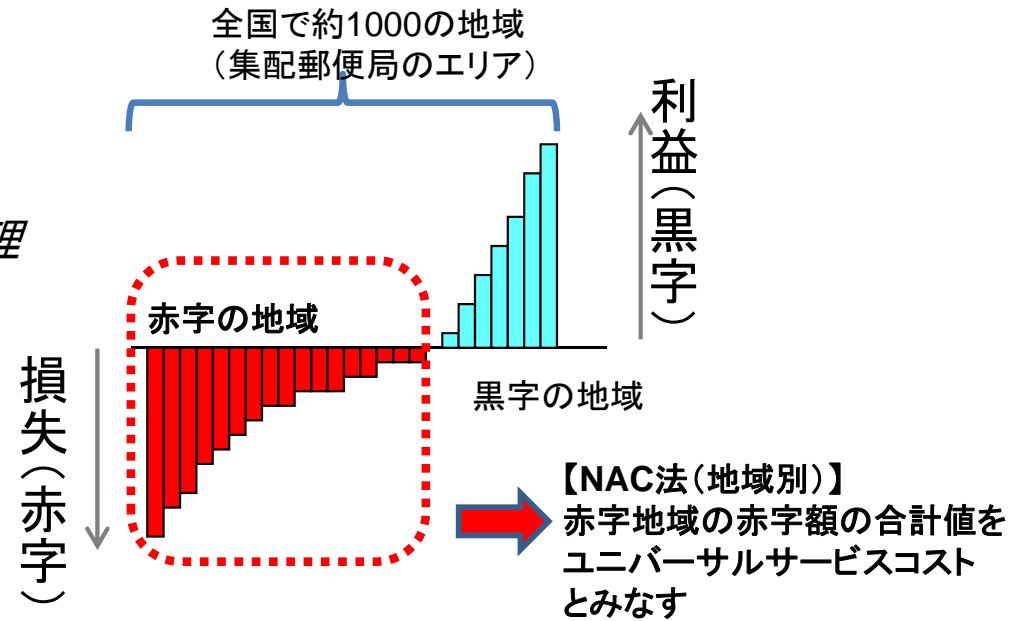 全国で約1000の地域
（集配郵便局のエリア）
利益（黒字）
理
赤字の地域
損失（赤字）
黒字の地域
【NAC法（地域別）】
赤字地域の赤字額の合計値を
ユニバーサルサービスコスト
とみなす